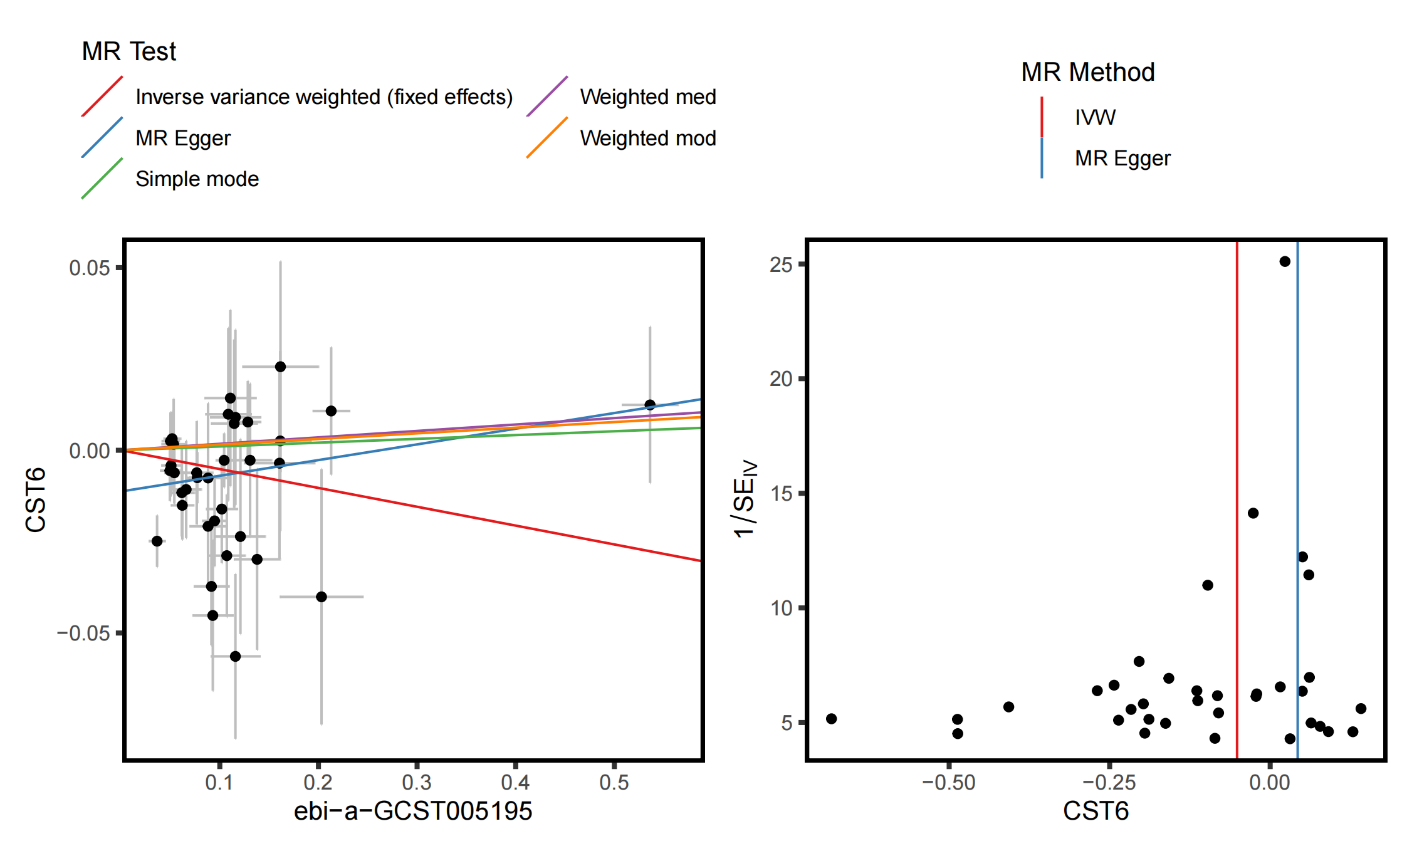 MR Test
Inverse variance weighted (fixed effects)
MR Egger
Simple mode
Weighted med
Weighted mod
0.05
0.00
−0.05
CST6
0.1 0.2 0.3 0.4 0.5
ebi−a−GCST005195
MR Method
IVW
MR Egger
25
20
15
10
5
1/SEIV
−0.50 −0.25 0.00
CST6